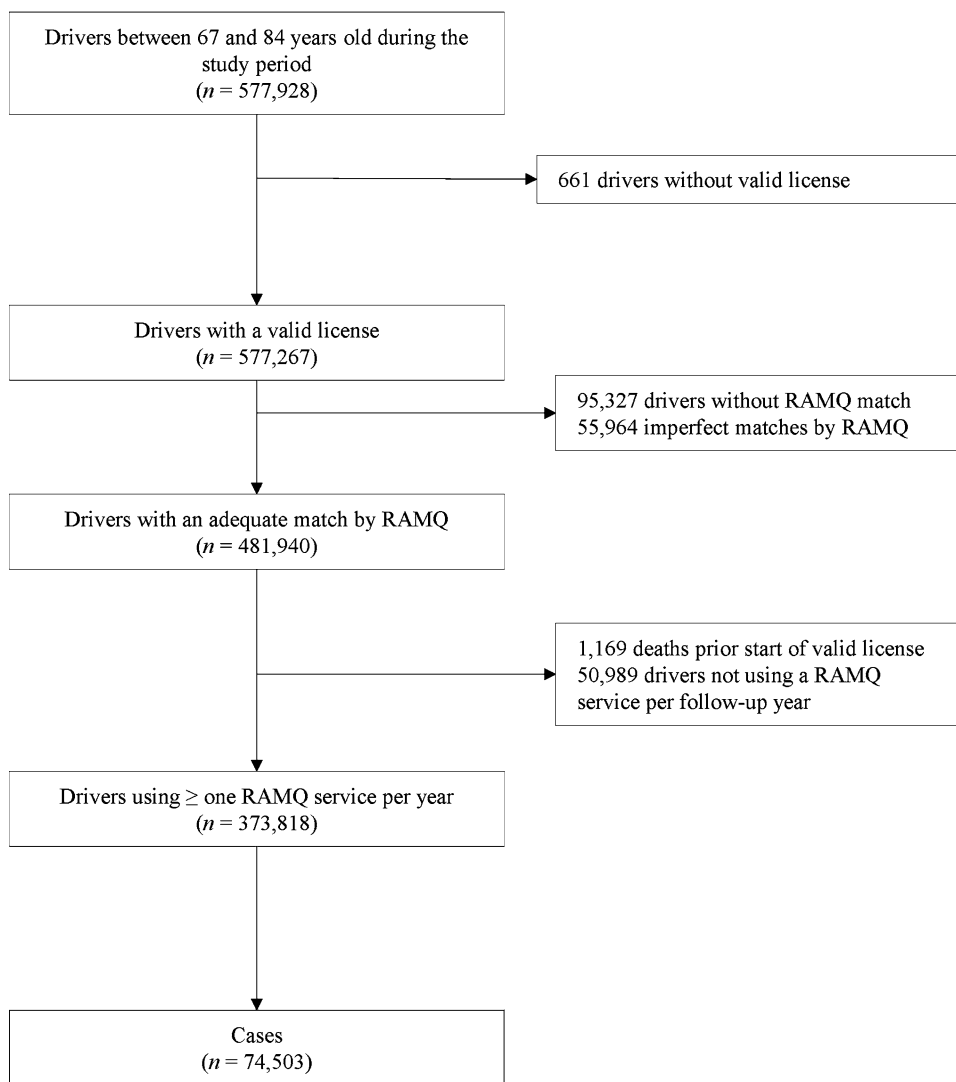 Drivers between 67 and 84 years old during the
study period
(n = 577,928)
661 drivers without valid license
Drivers with a valid license
(n = 577,267)
95,327 drivers without RAMQ match
55,964 imperfect matches by RAMQ
Drivers with an adequate match by RAMQ
(n = 481,940)
1,169 deaths prior start of valid license
50,989 drivers not using a RAMQ
service per follow-up year
Drivers using ≥ one RAMQ service per year
(n = 373,818)
Cases
(n = 74,503)